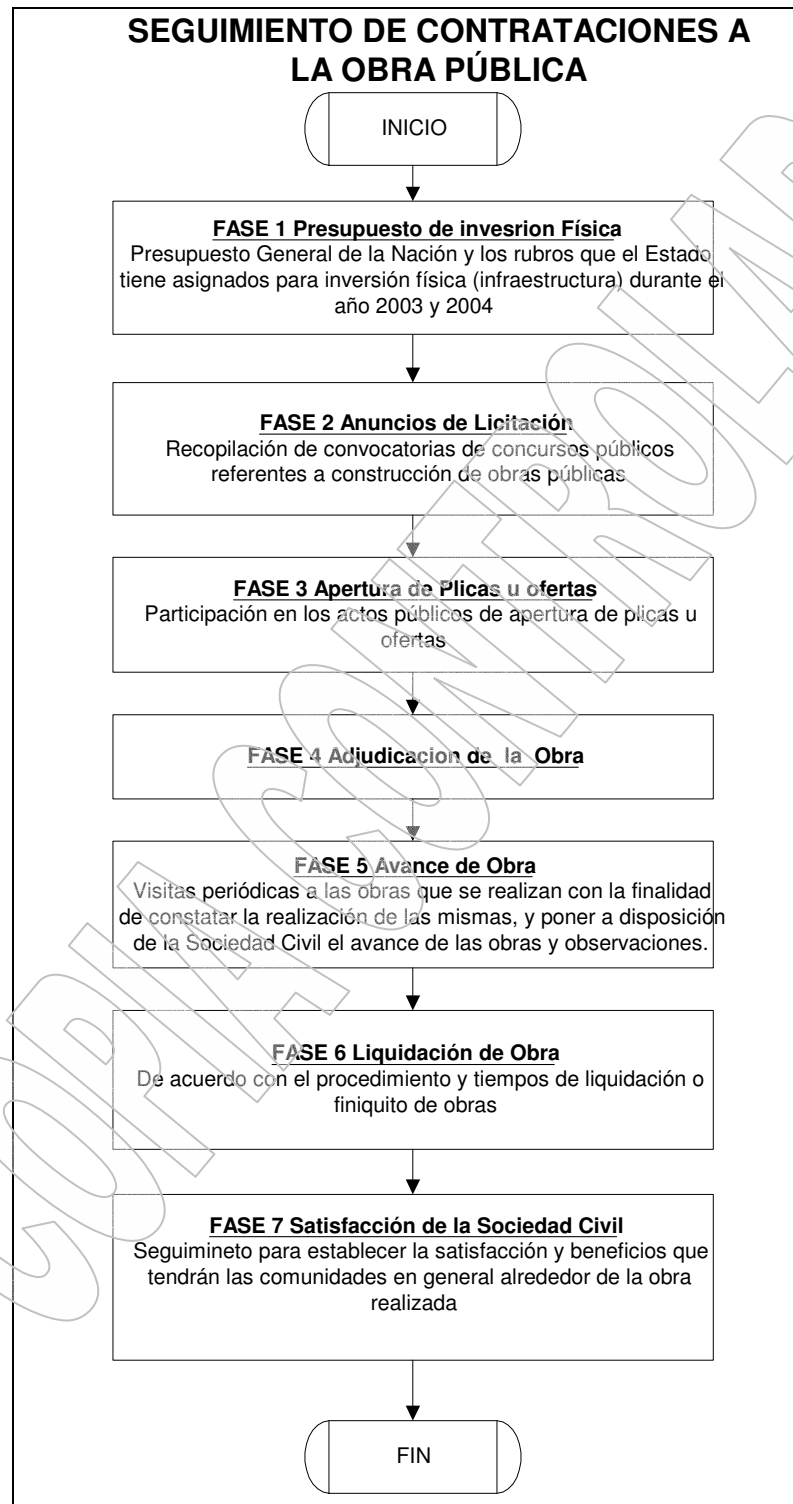 SEGUIMIENTO DE CONTRATACIONES A
LA OBRA PÚBLICA
INICIO
FASE 1 Presupuesto de invesrion Física
Presupuesto General de la Nación y los rubros que el Estado
tiene asignados para inversión física (infraestructura) durante el
año 2003 y 2004
FASE 2 Anuncios de Licitación
Recopilación de convocatorias de concursos públicos
referentes a construcción de obras públicas
FASE 3 Apertura de Plicas u ofertas
Participación en los actos públicos de apertura de plicas u
ofertas
FASE 4 Adjudicacion de la Obra
FASE 5 Avance de Obra
Visitas periódicas a las obras que se realizan con la finalidad
de constatar la realización de las mismas, y poner a disposición
de la Sociedad Civil el avance de las obras y observaciones.
FASE 6 Liquidación de Obra
De acuerdo con el procedimiento y tiempos de liquidación o
finiquito de obras
FASE 7 Satisfacción de la Sociedad Civil
Seguimineto para establecer la satisfacción y beneficios que
tendrán las comunidades en general alrededor de la obra
realizada
FIN
COPIA